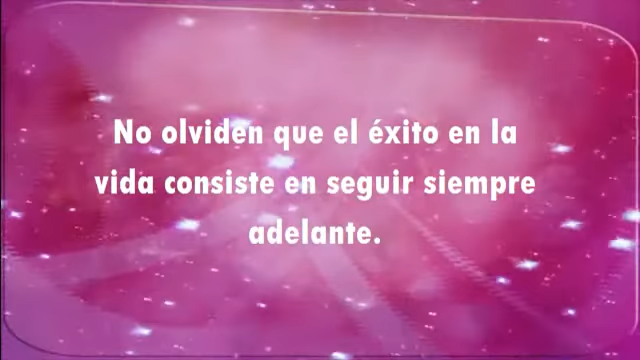 No olviden que el éxito en la
vida consiste en seguir siempre
adelante.